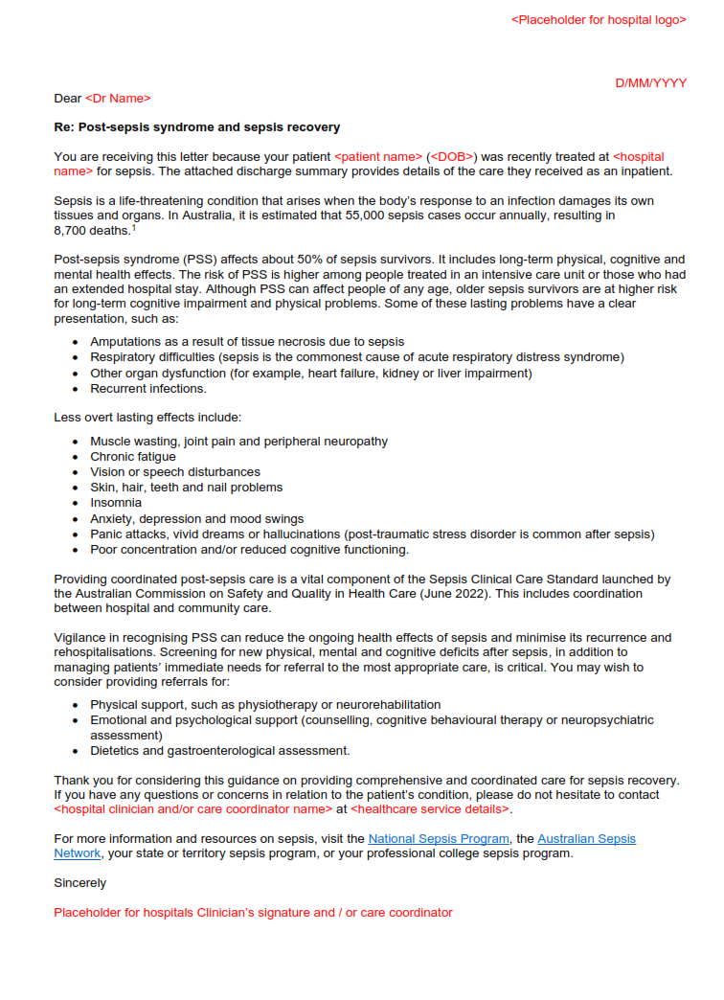 <Placeholder for hospital logo>
D/MM/YYYY
Dear <Dr Name>
Re: Post-sepsis syndrome and sepsis recovery
You are receiving this letter because your patient <patient name> (<DOB>) was recently treated at <hospital
name> for sepsis. The attached discharge summary provides details of the care they received as an inpatient.
Sepsis is a life-threatening condition that arises when the body’s response to an infection damages its own
tissues and organs. In Australia, it is estimated that 55,000 sepsis cases occur annually, resulting in
8,700 deaths.¹
Post-sepsis syndrome (PSS) affects about 50% of sepsis survivors. It includes long-term physical, cognitive and
mental health effects. The risk of PSS is higher among people treated in an intensive care unit or those who had
an extended hospital stay. Although PSS can affect people of any age, older sepsis survivors are at higher risk
for long-term cognitive impairment and physical problems. Some of these lasting problems have a clear
presentation, such as:
• Amputations as a result of tissue necrosis due to sepsis
• Respiratory difficulties (sepsis is the commonest cause of acute respiratory distress syndrome)
• Other organ dysfunction (for example, heart failure, kidney or liver impairment)
• Recurrent infections.
Less overt lasting effects include:
• Muscle wasting, joint pain and peripheral neuropathy
• Chronic fatigue
• Vision or speech disturbances
• Skin, hair, teeth and nail problems
• Insomnia
• Anxiety, depression and mood swings
• Panic attacks, vivid dreams or hallucinations (post-traumatic stress disorder is common after sepsis)
• Poor concentration and/or reduced cognitive functioning.
Providing coordinated post-sepsis care is a vital component of the Sepsis Clinical Care Standard launched by
the Australian Commission on Safety and Quality in Health Care (June 2022). This includes coordination
between hospital and community care.
Vigilance in recognising PSS can reduce the ongoing health effects of sepsis and minimise its recurrence and
rehospitalisations. Screening for new physical, mental and cognitive deficits after sepsis, in addition to
managing patients’ immediate needs for referral to the most appropriate care, is critical. You may wish to
consider providing referrals for:
• Physical support, such as physiotherapy or neurorehabilitation
• Emotional and psychological support (counselling, cognitive behavioural therapy or neuropsychiatric
assessment)
• Dietetics and gastroenterological assessment.
Thank you for considering this guidance on providing comprehensive and coordinated care for sepsis recovery.
If you have any questions or concerns in relation to the patient’s condition, please do not hesitate to contact
<hospital clinician and/or care coordinator name> at <healthcare service details>.
For more information and resources on sepsis, visit the National Sepsis Program, the Australian Sepsis
Network, your state or territory sepsis program, or your professional college sepsis program.
Sincerely
Placeholder for hospitals Clinician’s signature and / or care coordinator